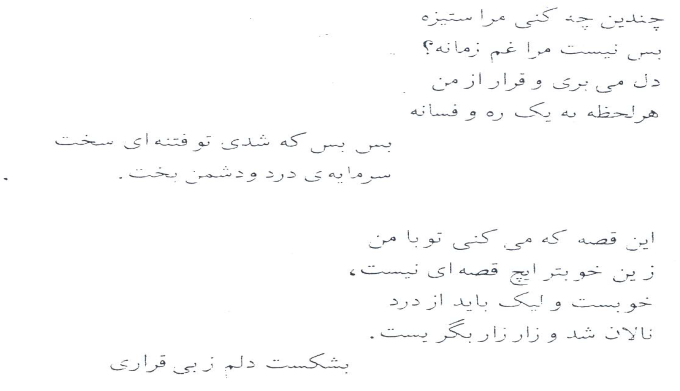 چندین چه کنی مرا ستیزه
بس نیست مرا غم زمانه؟
دل می بری و قرار از من
هرلحظه به یک ره و فسانه
بس بس که شدی تو فتنه ای سخت
سرمایه ی درد ودشمن بخت.
این قصه که می کنی تو با من
زین خوبتر ایچ قصه ای نیست،
خوبست ولیک باید از درد
نالان شد و زار زار بگریست.
بشکست دلم ز بی قراری